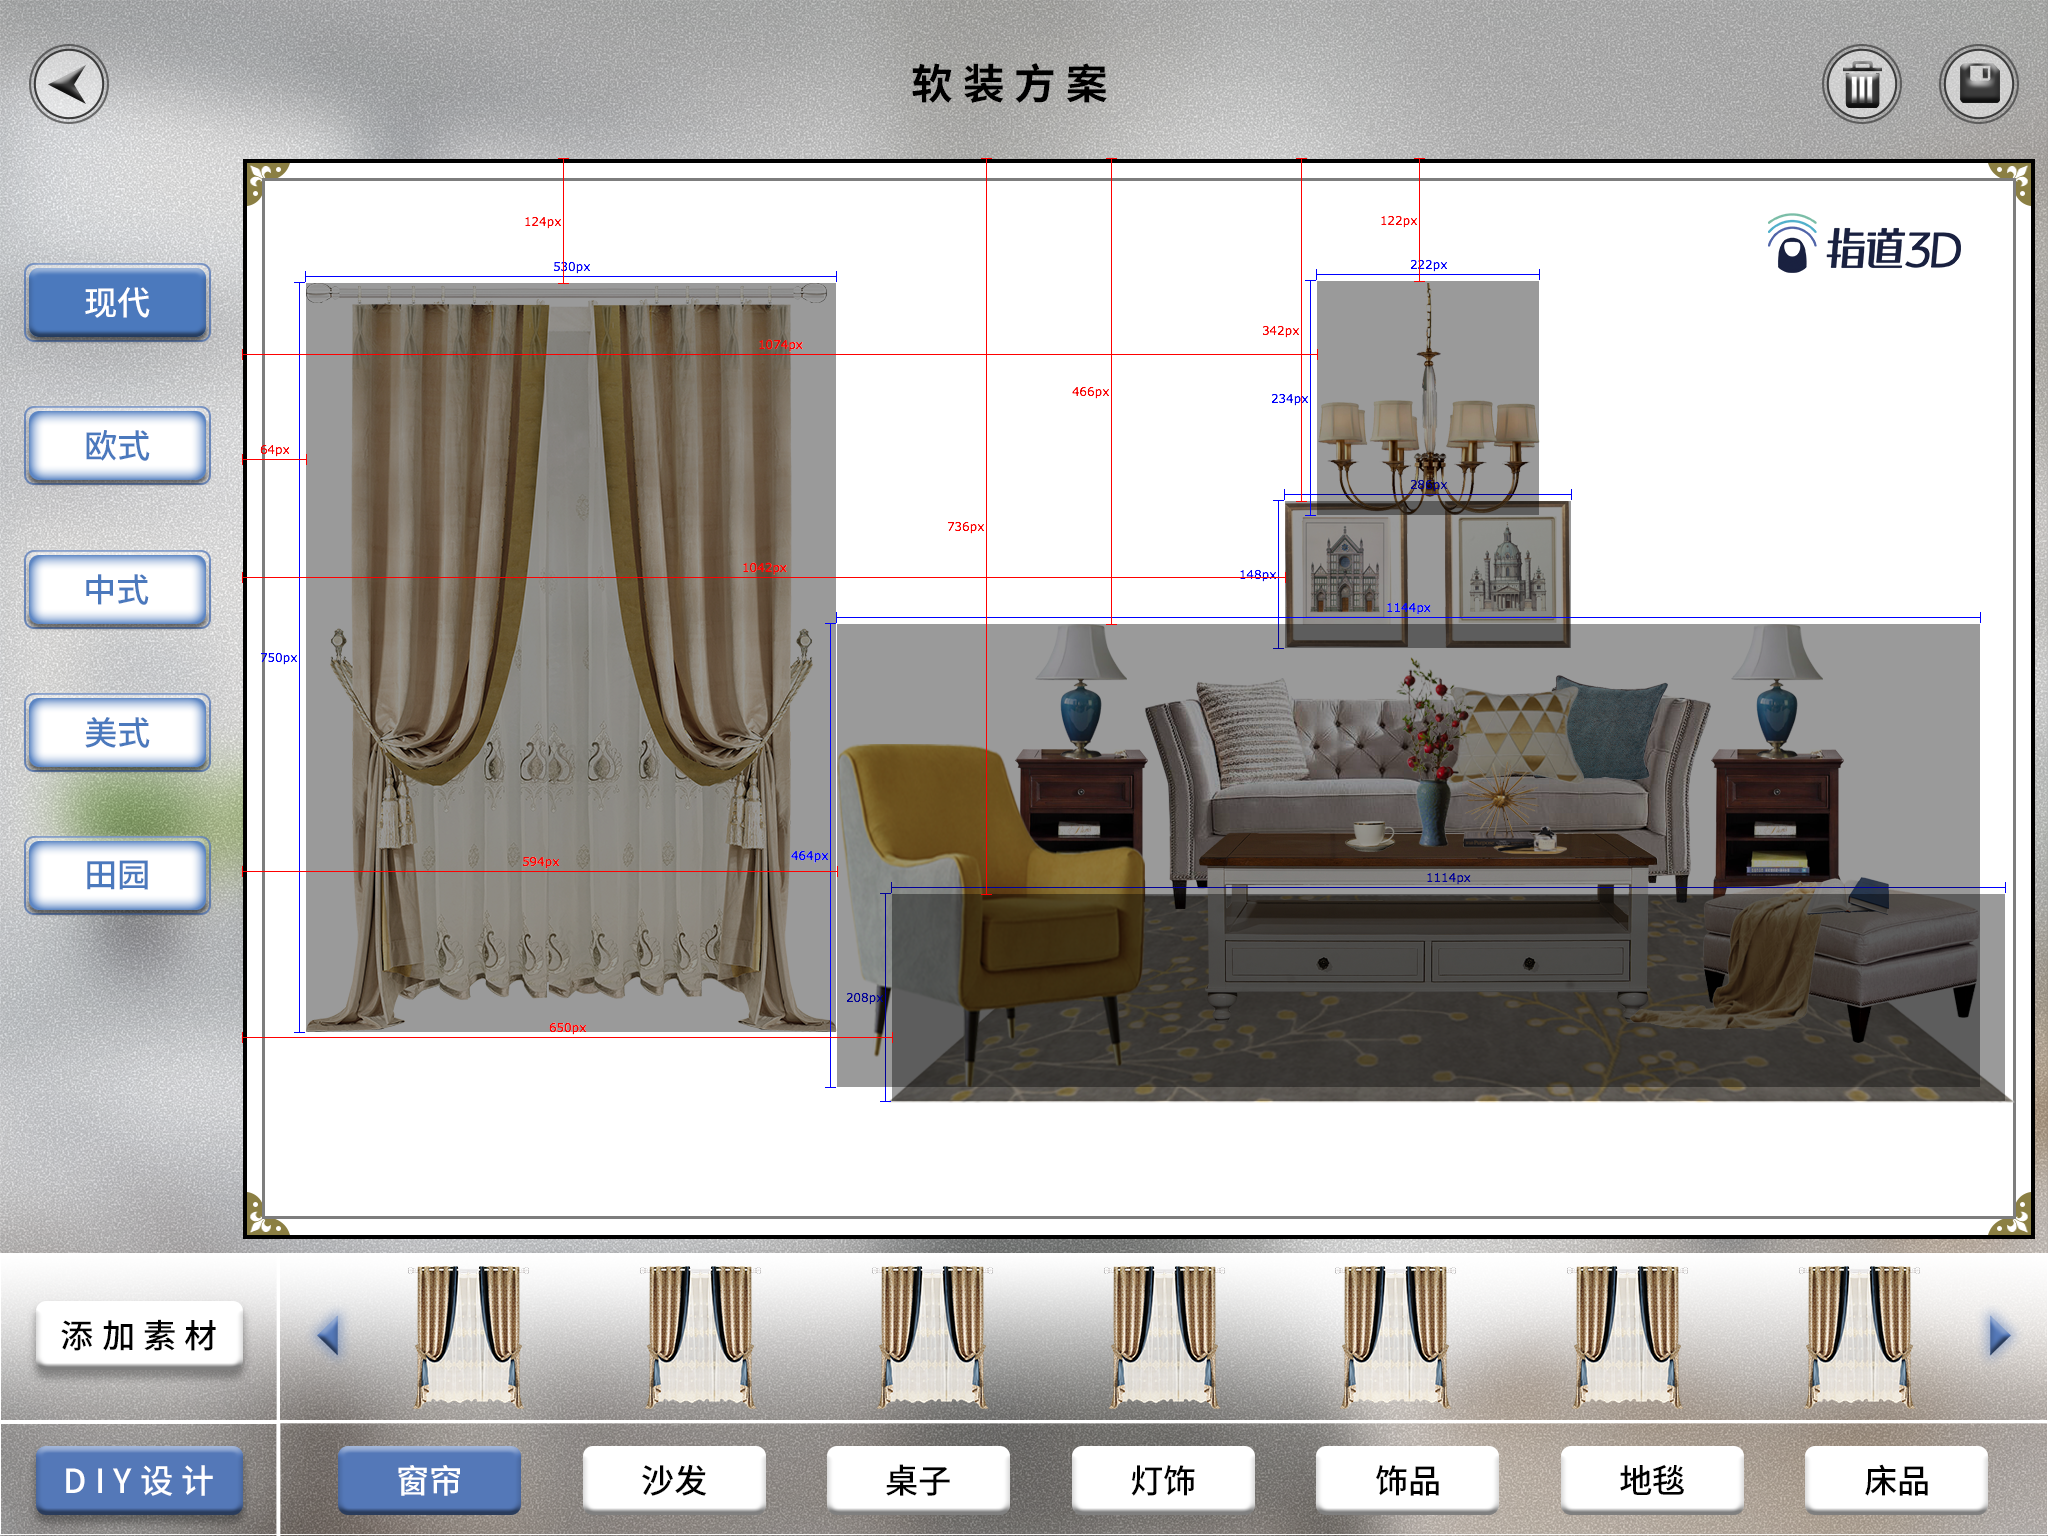 软装方案
124px
122px
指道3D
530px
222px
现代
342px
1074px
466px
234px
欧式
64px
286px
736px
1042px
148px
中式
1144px
750px
美式
464px
594px
田园
1114px
208px
650px
添加素材
DIY设计
窗帘
沙发
桌子
灯饰
饰品
地毯
床品